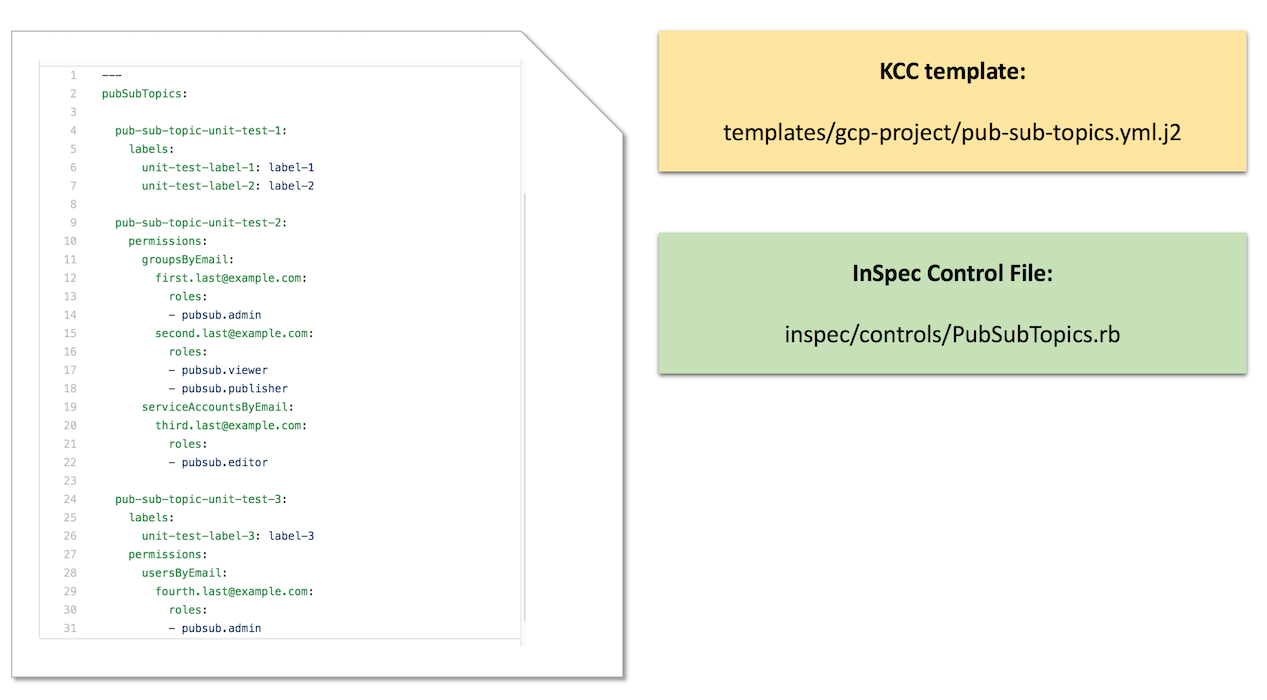 1 ---
2 pubSubTopics:
3
4   pub-sub-topic-unit-test-1:
5     labels:
6       unit-test-label-1: label-1
7       unit-test-label-2: label-2
8
9   pub-sub-topic-unit-test-2:
10     permissions:
11       groupsByEmail:
12         first.last@example.com:
13           roles:
14           - pubsub.admin
15         second.last@example.com:
16           roles:
17           - pubsub.viewer
18           - pubsub.publisher
19       serviceAccountsByEmail:
20         third.last@example.com:
21           roles:
22           - pubsub.editor
23
24   pub-sub-topic-unit-test-3:
25     labels:
26       unit-test-label-3: label-3
27     permissions:
28       usersByEmail:
29         fourth.last@example.com:
30           roles:
31           - pubsub.admin
KCC template:
templates/gcp-project/pub-sub-topics.yml.j2
InSpec Control File:
inspec/controls/PubSubTopics.rb